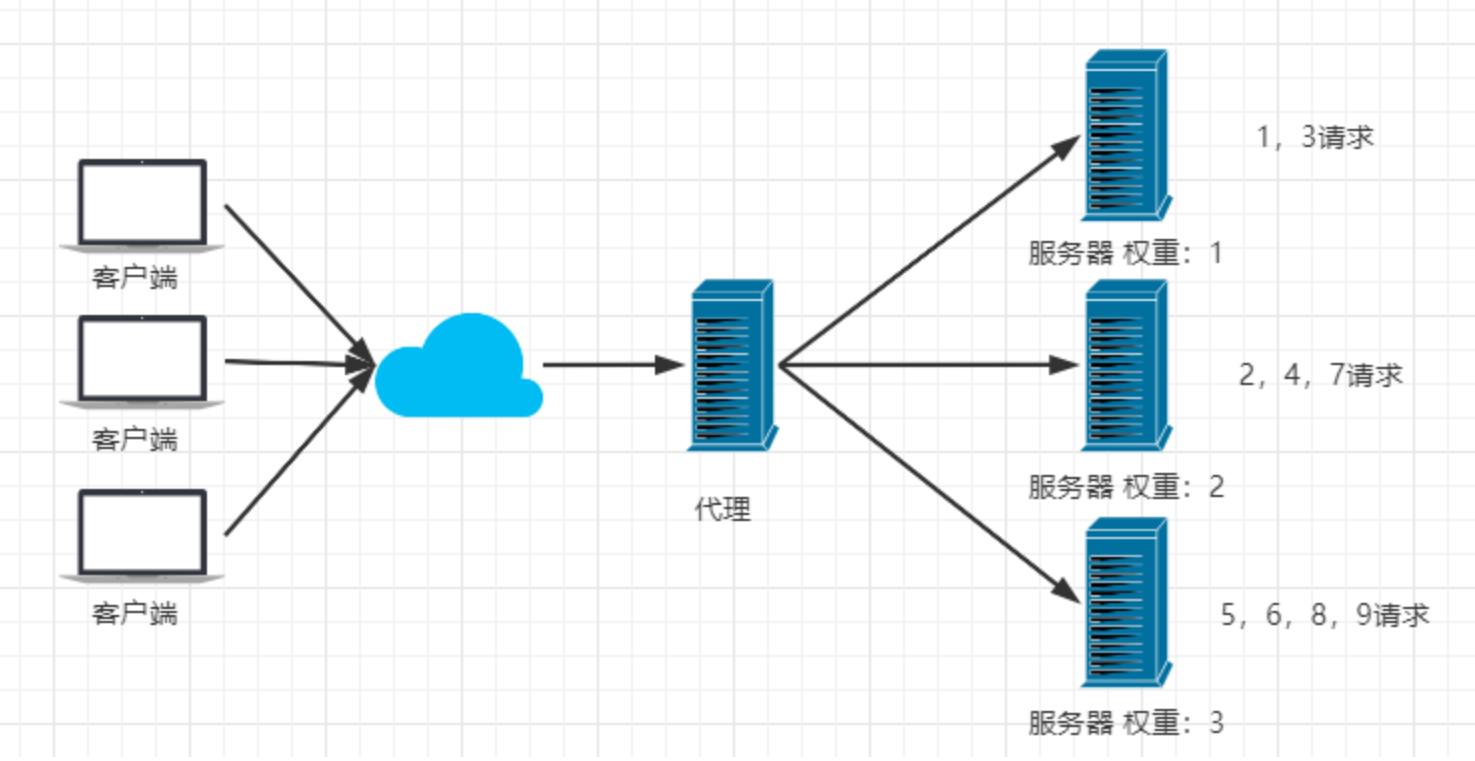 客户端
客户端
客户端
代理
1，3请求
服务器 权重：1
2，4，7请求
服务器 权重：2
5，6，8，9请求
服务器 权重：3